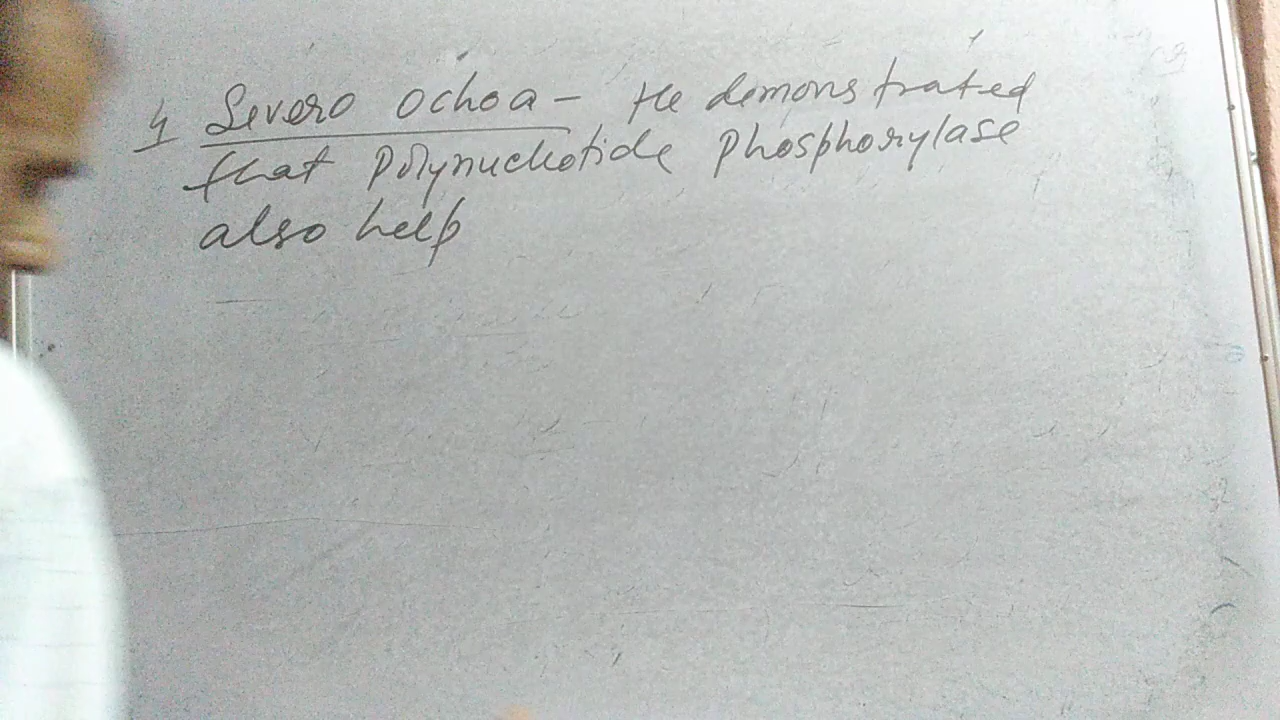 4 Severo Ochoa - He demonstrated
that Polynucleotide Phosphorylase
also help